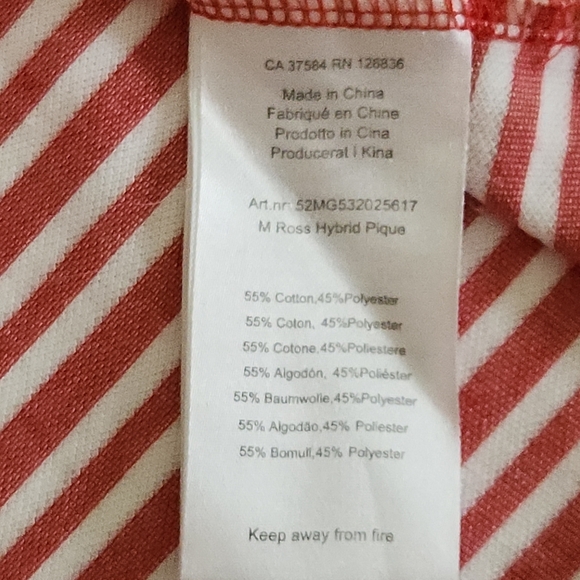 CA 37584 RN 126836
Made in China
Fabriqué en Chine
Prodotto in Cina
Producerat i Kina
Art.nr: 52MG532025617
M Ross Hybrid Pique
55% Cotton,45%Polyester
55% Coton, 45%Polyester
55% Cotone,45%Poliestere
55% Algodón, 45%Poliéster
55% Baumwolle,45%Polyester
55% Algodão,45% Poliester
55% Bomull,45% Polyester
Keep away from fire